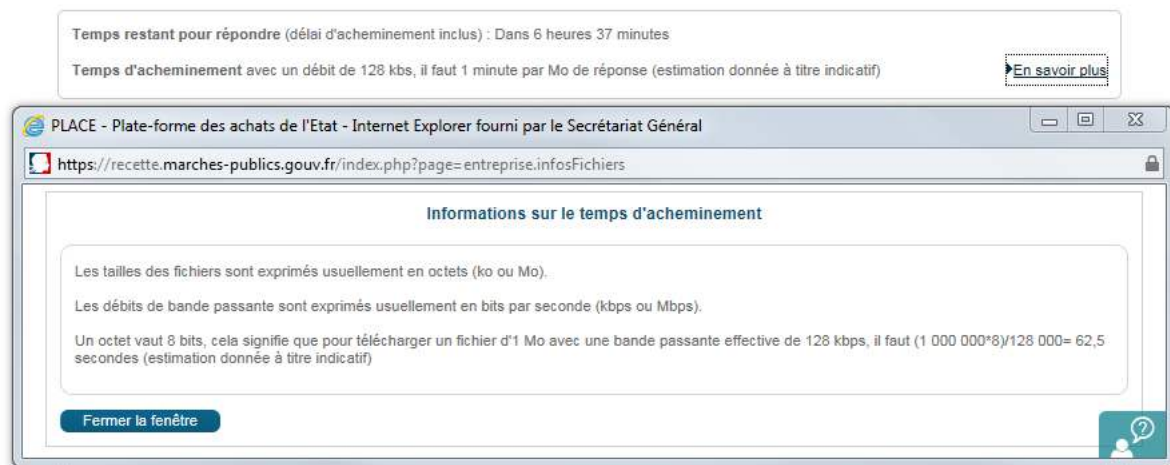 Temps restant pour répondre (délai d'acheminement inclus) : Dans 6 heures 37 minutes
Temps d'acheminement avec un débit de 128 kbs, il faut 1 minute par Mo de réponse (estimation donnée à titre indicatif)
En savoir plus
PLACE - Plate-forme des achats de l'Etat - Internet Explorer fourni par le Secrétariat Général
https://recette.marches-publics.gouv.fr/index.php?page=entreprise.infosFichiers
Informations sur le temps d'acheminement
Les tailles des fichiers sont exprimés usuellement en octets (ko ou Mo).
Les débits de bande passante sont exprimés usuellement en bits par seconde (kbps ou Mbps).
Un octet vaut 8 bits, cela signifie que pour télécharger un fichier d'1 Mo avec une bande passante effective de 128 kbps, il faut (1 000 000*8)/128 000= 62,5
secondes (estimation donnée à titre indicatif)
Fermer la fenêtre
?